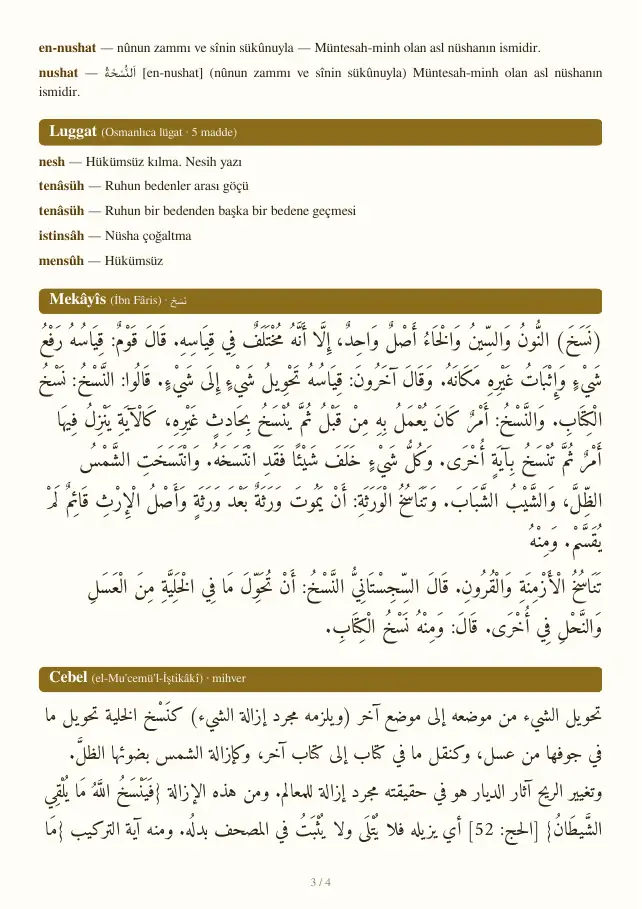 en-nushat — nûnun zammı ve sînin sükûnuyla — Müntesah-minh olan asl nüshanın ismidir.
nushat — اَلنُّسْخَةُ [en-nushat] (nûnun zammı ve sînin sükûnuyla) Müntesah-minh olan asl nüshanın
ismidir.
Luggat (Osmanlıca lügat · 5 madde)
nesh — Hükümsüz kılma. Nesih yazı
tenâsüh — Ruhun bedenler arası göçü
tenâsüh — Ruhun bir bedenden başka bir bedene geçmesi
istinsâh — Nüsha çoğaltma
mensûh — Hükümsüz
Mekâyîs (İbn Fâris) · نَسَخَ
(نَسَخَ) النُّونُ وَالسِّينُ وَالْخَاءُ أَصْلٌ وَاحِدٌ، إِلَّا أَنَّهُ مُخْتَلَفٌ فِي قِيَاسِهِ. قَالَ قَوْمٌ: قِيَاسُهُ رَفْعُ
شَيْءٍ وَإِثْبَاتُ غَيْرِهِ مَكَانَهُ. وَقَالَ آخَرُونَ: قِيَاسُهُ تَحْوِيلُ شَيْءٍ إِلَى شَيْءٍ. قَالُوا: النَّسْخُ: نَسْخُ
الْكِتَابِ. وَالنَّسْخُ: أَمْرٌ كَانَ يُعْمَلُ بِهِ مِنْ قَبْلُ ثُمَّ يُنْسَخُ بِحَادِثٍ غَيْرِهِ، كَالْآيَةِ يَنْزِلُ فِيهَا
أَمْرٌ ثُمَّ تُنْسَخُ بِآيَةٍ أُخْرَى. وَكُلُّ شَيْءٍ خَلَفَ شَيْئًا فَقَدِ انْتَسَخَهُ. وَانْتَسَخَتِ الشَّمْسُ
الظِّلَّ، وَالشَّيْبُ الشَّبَابَ. وَتَنَاسُخُ الْوَرَثَةِ: أَنْ يَمُوتَ وَرَثَةٌ بَعْدَ وَرَثَةٍ وَأَصْلُ الْإِرْثِ قَائِمٌ لَمْ
يُقَسَّمْ. وَمِنْهُ
تَنَاسُخُ الْأَزْمِنَةِ وَالْقُرُونِ. قَالَ السِّجِسْتَانِيُّ النَّسْخُ: أَنْ تُحَوِّلَ مَا فِي الْخَلِيَّةِ مِنَ الْعَسَلِ
وَالنَّحْلِ فِي أُخْرَى. قَالَ: وَمِنْهُ نَسْخُ الْكِتَابِ.
Cebel (el-Mu'cemü'l-İştikâkî) · mihver
تحويل الشيء من موضعه إلى موضع آخر (ويلزمه مجرد إزالة الشيء) كنَسْخ الخلية تحويل ما
في جوفها من عسل، وكنقل ما في كتاب إلى كتاب آخر، وكإزالة الشمس بضوئها الظلَّ.
وتغيير الريح آثار الديار هو في حقيقته مجرد إزالة للمعالم. ومن هذه الإزالة {فَيَنْسَخُ اللَّهُ مَا يُلْقِي
الشَّيْطَانُ} [الحج: 52] أي يزيله فلا يُتْلَى ولا يُثْبَتُ في المصحف بدلُه. ومنه آية التركيب {مَا
3 / 4